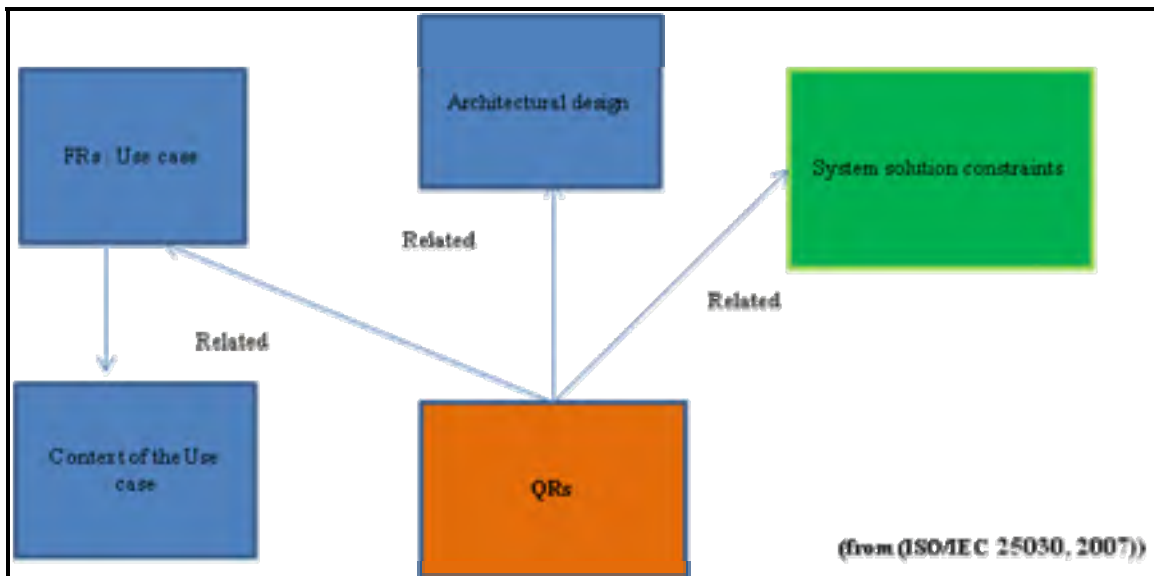 Architectural design
FRs : Use case
System solution constraints
Related
Related
Related
Context of the Use
case
QRs
(from (ISO/IEC 25030, 2007))